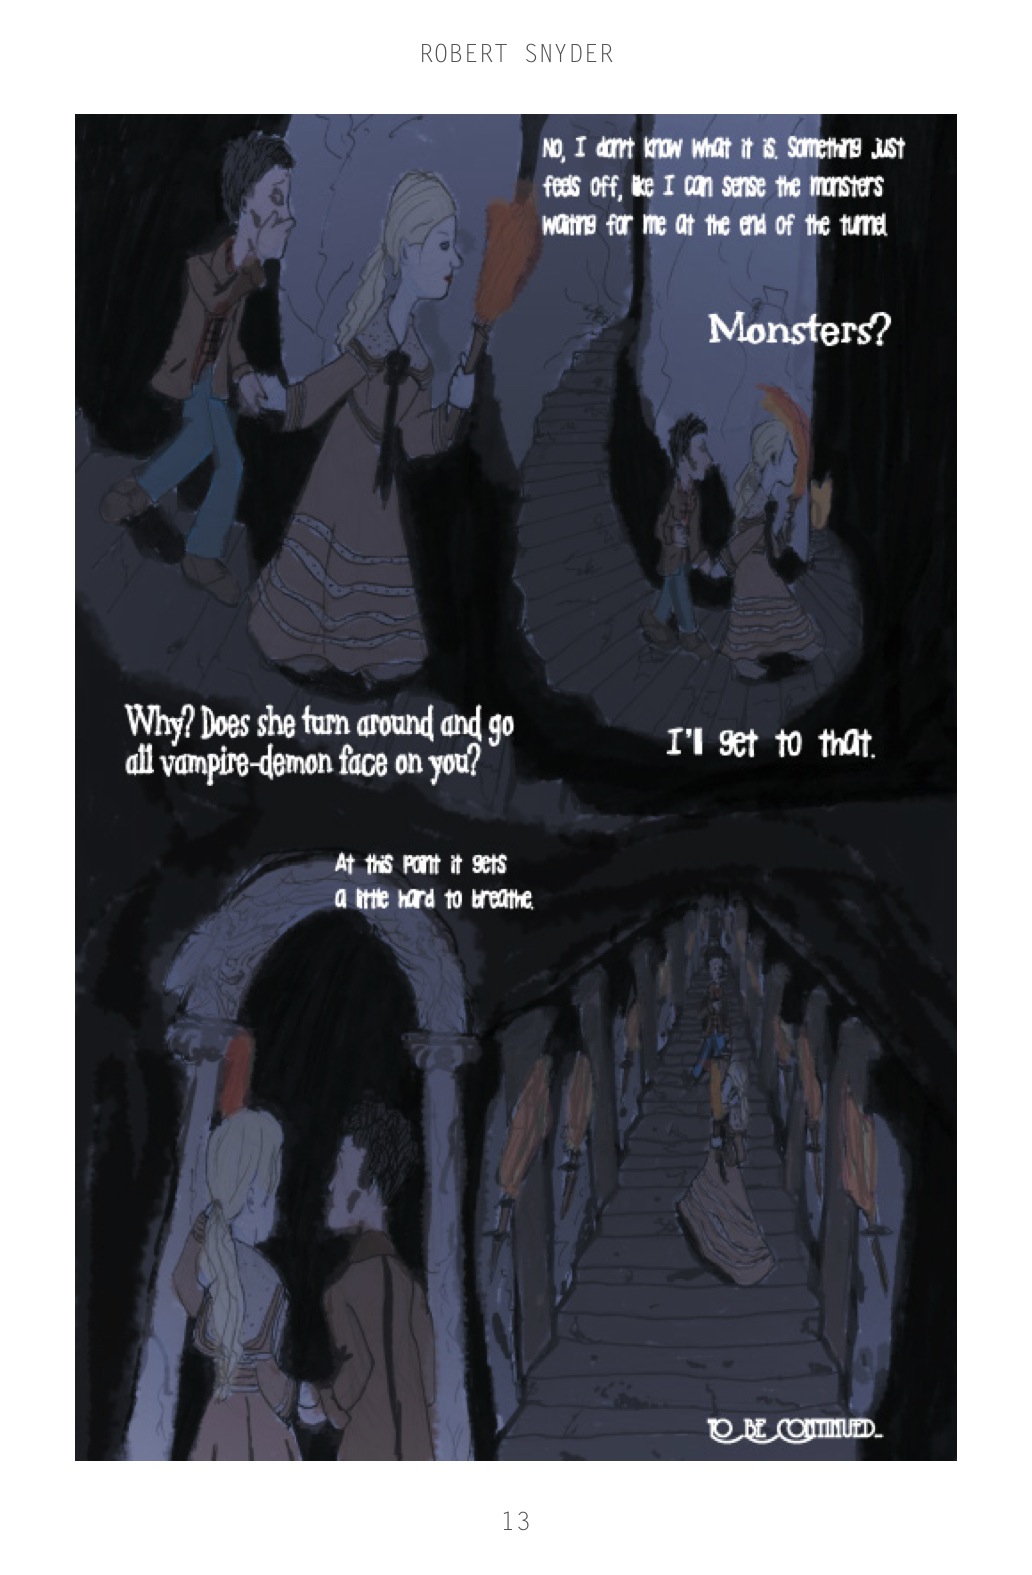 ROBERT SNYDER
No, I don't know what it is. Something just
feels off, like I can sense the monsters
waiting for me at the end of the tunnel.
Monsters?
Why? Does she turn around and go
all vampire-demon face on you?
I'll get to that.
At this point it gets
a little hard to breathe.
TO BE CONTINUED...
13